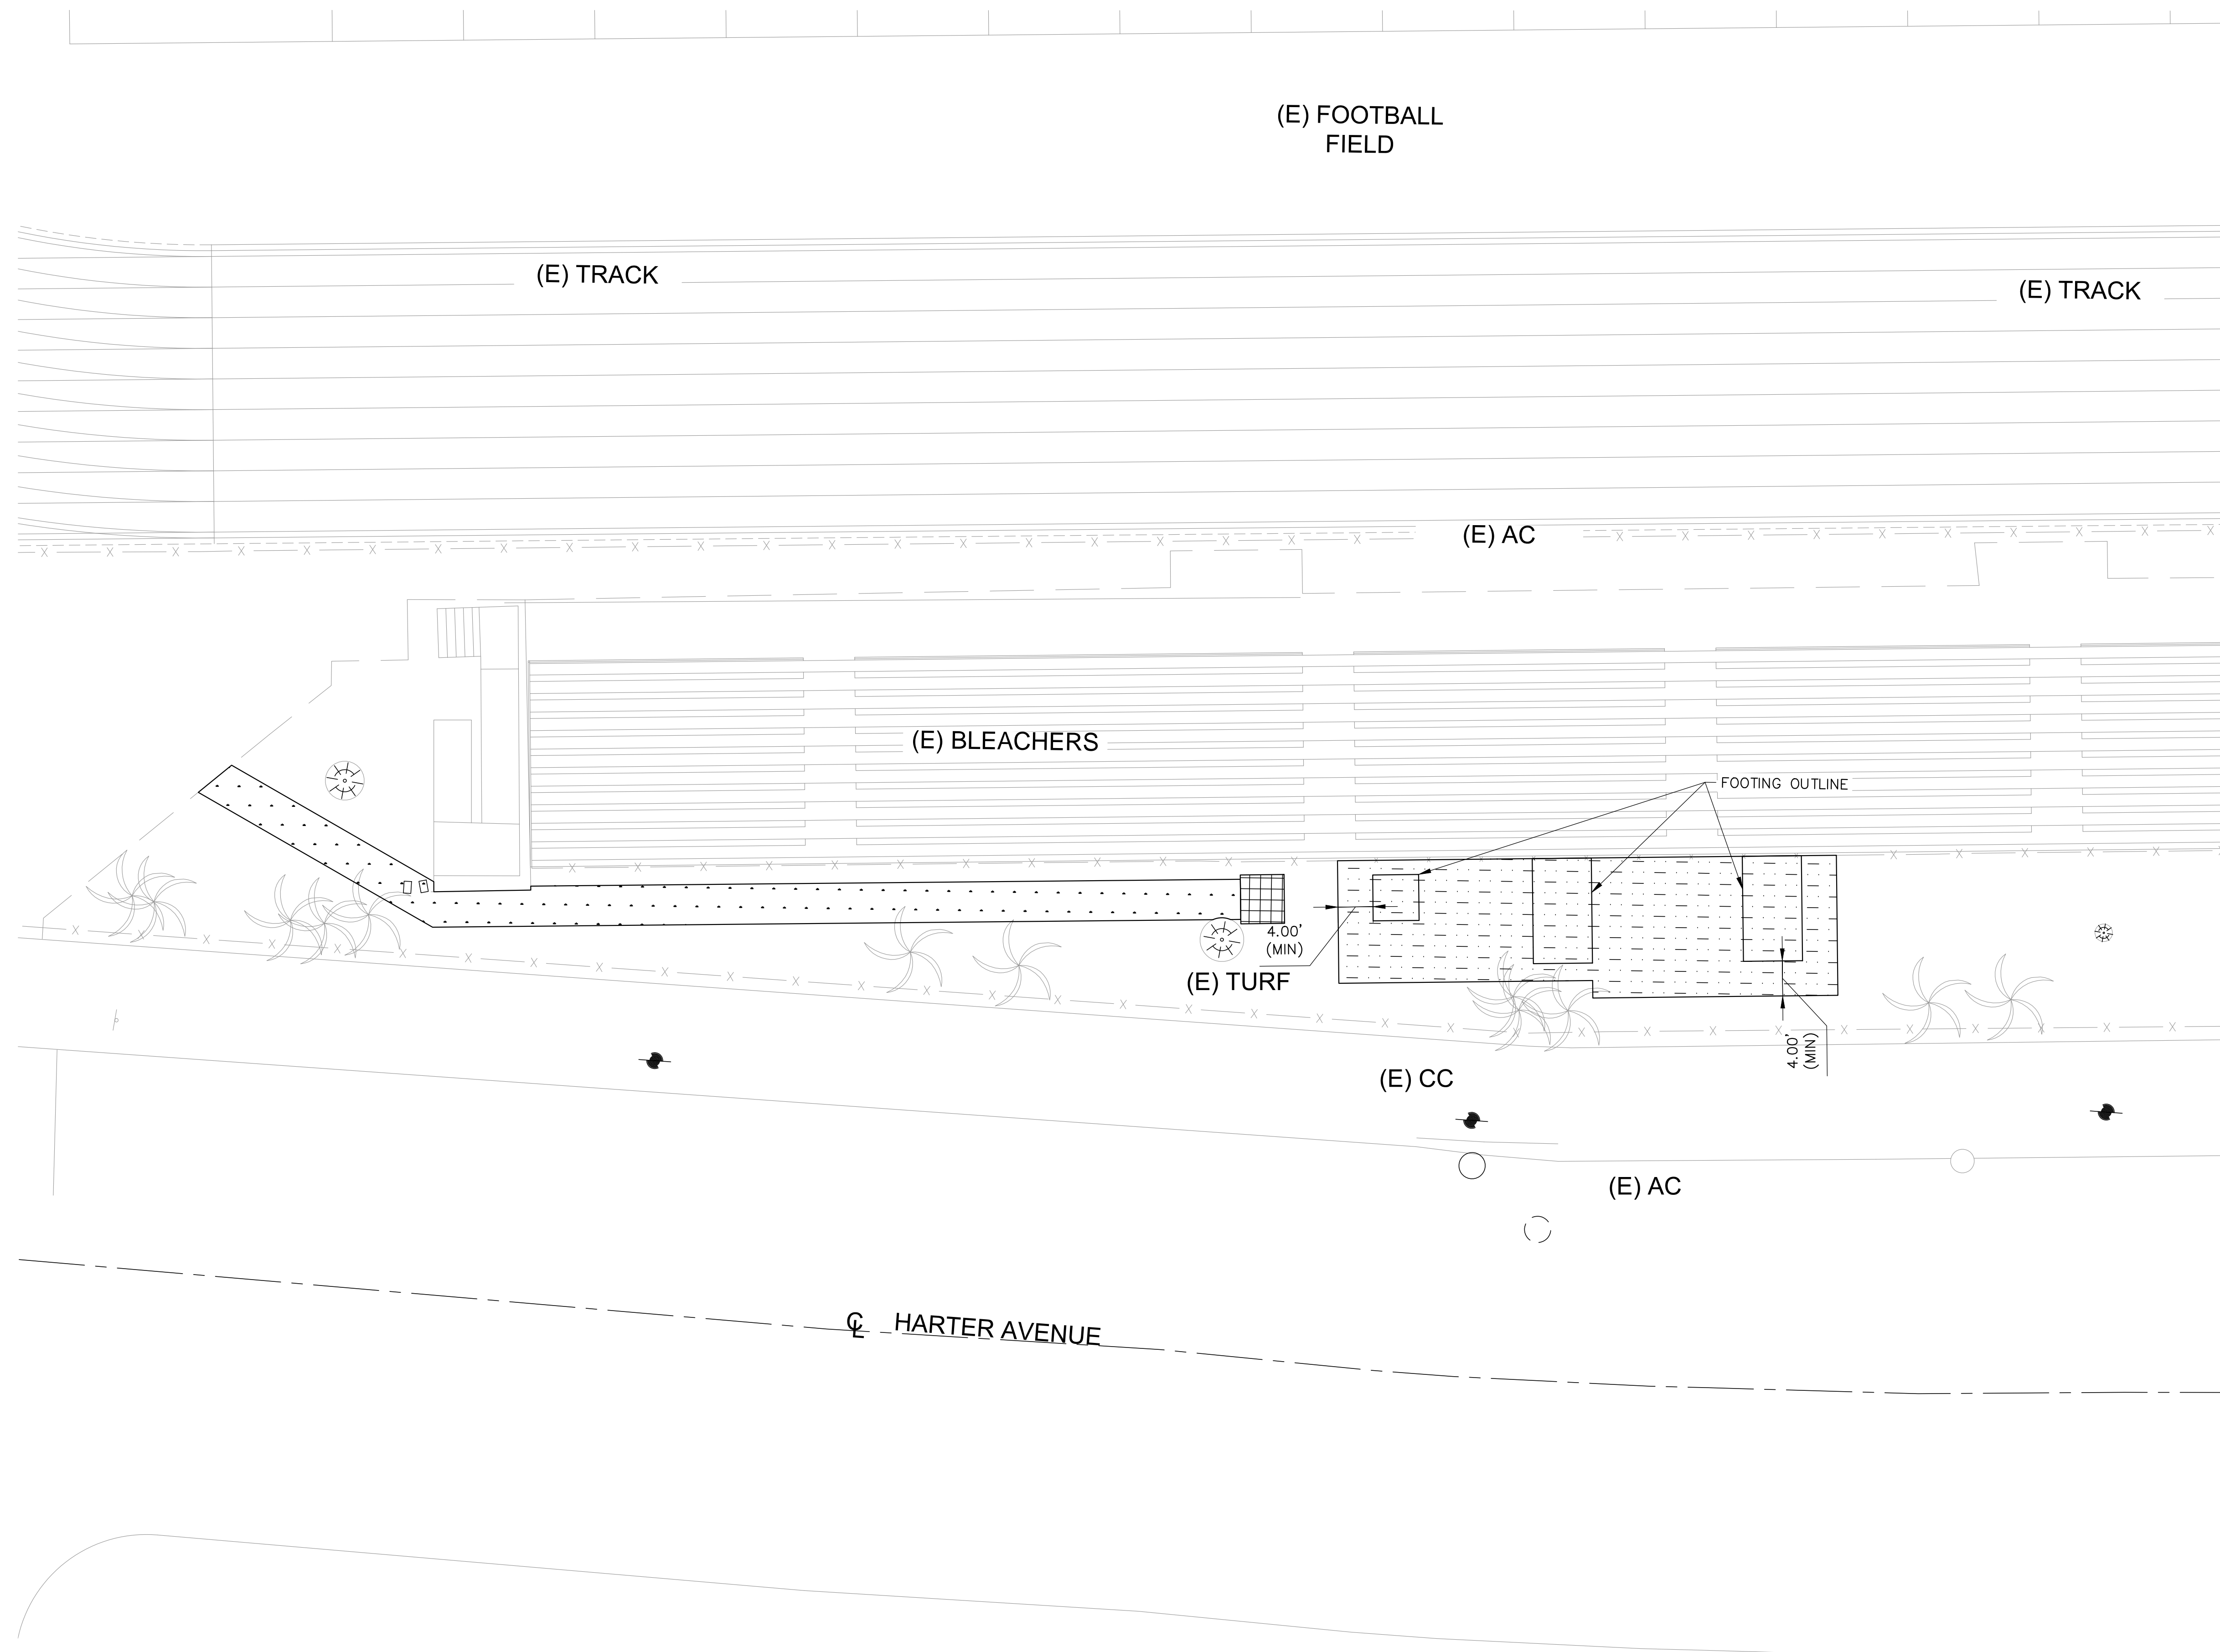 (E) FOOTBALL
FIELD
(E) TRACK
(E) TRACK
(E) AC
(E) BLEACHERS
FOOTING OUTLINE
4.00'
(MIN)
(E) TURF
4.00'
(MIN)
(E) CC
(E) AC
CL HARTER AVENUE